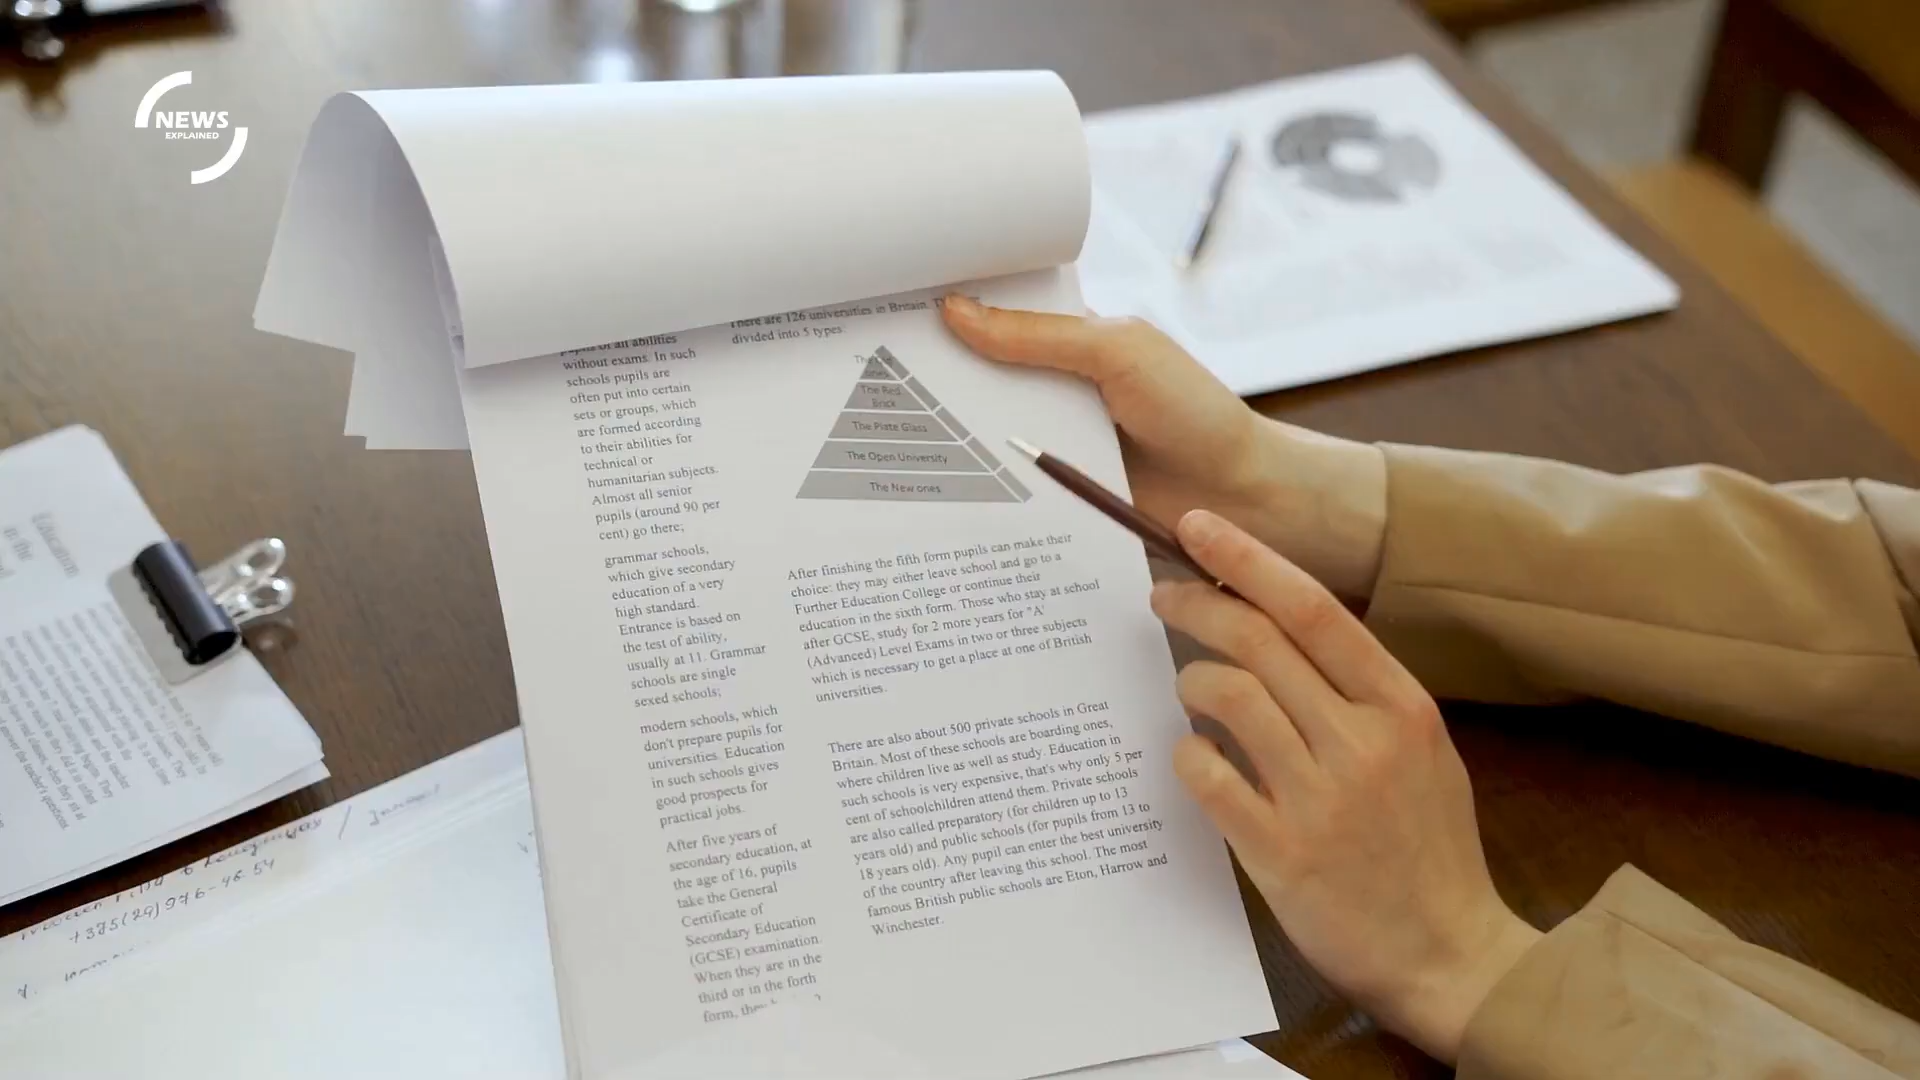 NEWS
EXPLAINED
pupils of all abilities
without exams. In such
schools pupils are
often put into certain
sets or groups, which
are formed according
to their abilities for
technical or
humanitarian subjects.
Almost all senior
pupils (around 90 per
cent) go there;
grammar schools,
which give secondary
education of a very
high standard.
Entrance is based on
the test of ability,
usually at 11. Grammar
schools are single
sexed schools;
modern schools, which
don't prepare pupils for
universities. Education
in such schools gives
good prospects for
practical jobs.
After five years of
secondary education, at
the age of 16, pupils
take the General
Certificate of
Secondary Education
(GCSE) examination.
When they are in the
third or in the forth
form,
There are 126 universities in Britain.
divided into 5 types:
The
ones
The Red
Brick
The Plate Glass
The Open University
The New ones
After finishing the fifth form pupils can make their
choice: they may either leave school and go to a
Further Education College or continue their
education in the sixth form. Those who stay at school
after GCSE, study for 2 more years for "A'
(Advanced) Level Exams in two or three subjects
which is necessary to get a place at one of British
universities.
There are also about 500 private schools in Great
Britain. Most of these schools are boarding ones,
where children live as well as study. Education in
such schools is very expensive, that's why only 5 per
cent of schoolchildren attend them. Private schools
are also called preparatory (for children up to 13
years old) and public schools (for pupils from 13 to
18 years old). Any pupil can enter the best university
of the country after leaving this school. The most
famous British public schools are Eton, Harrow and
Winchester.
Education
in the
+375(29) 976-46-54